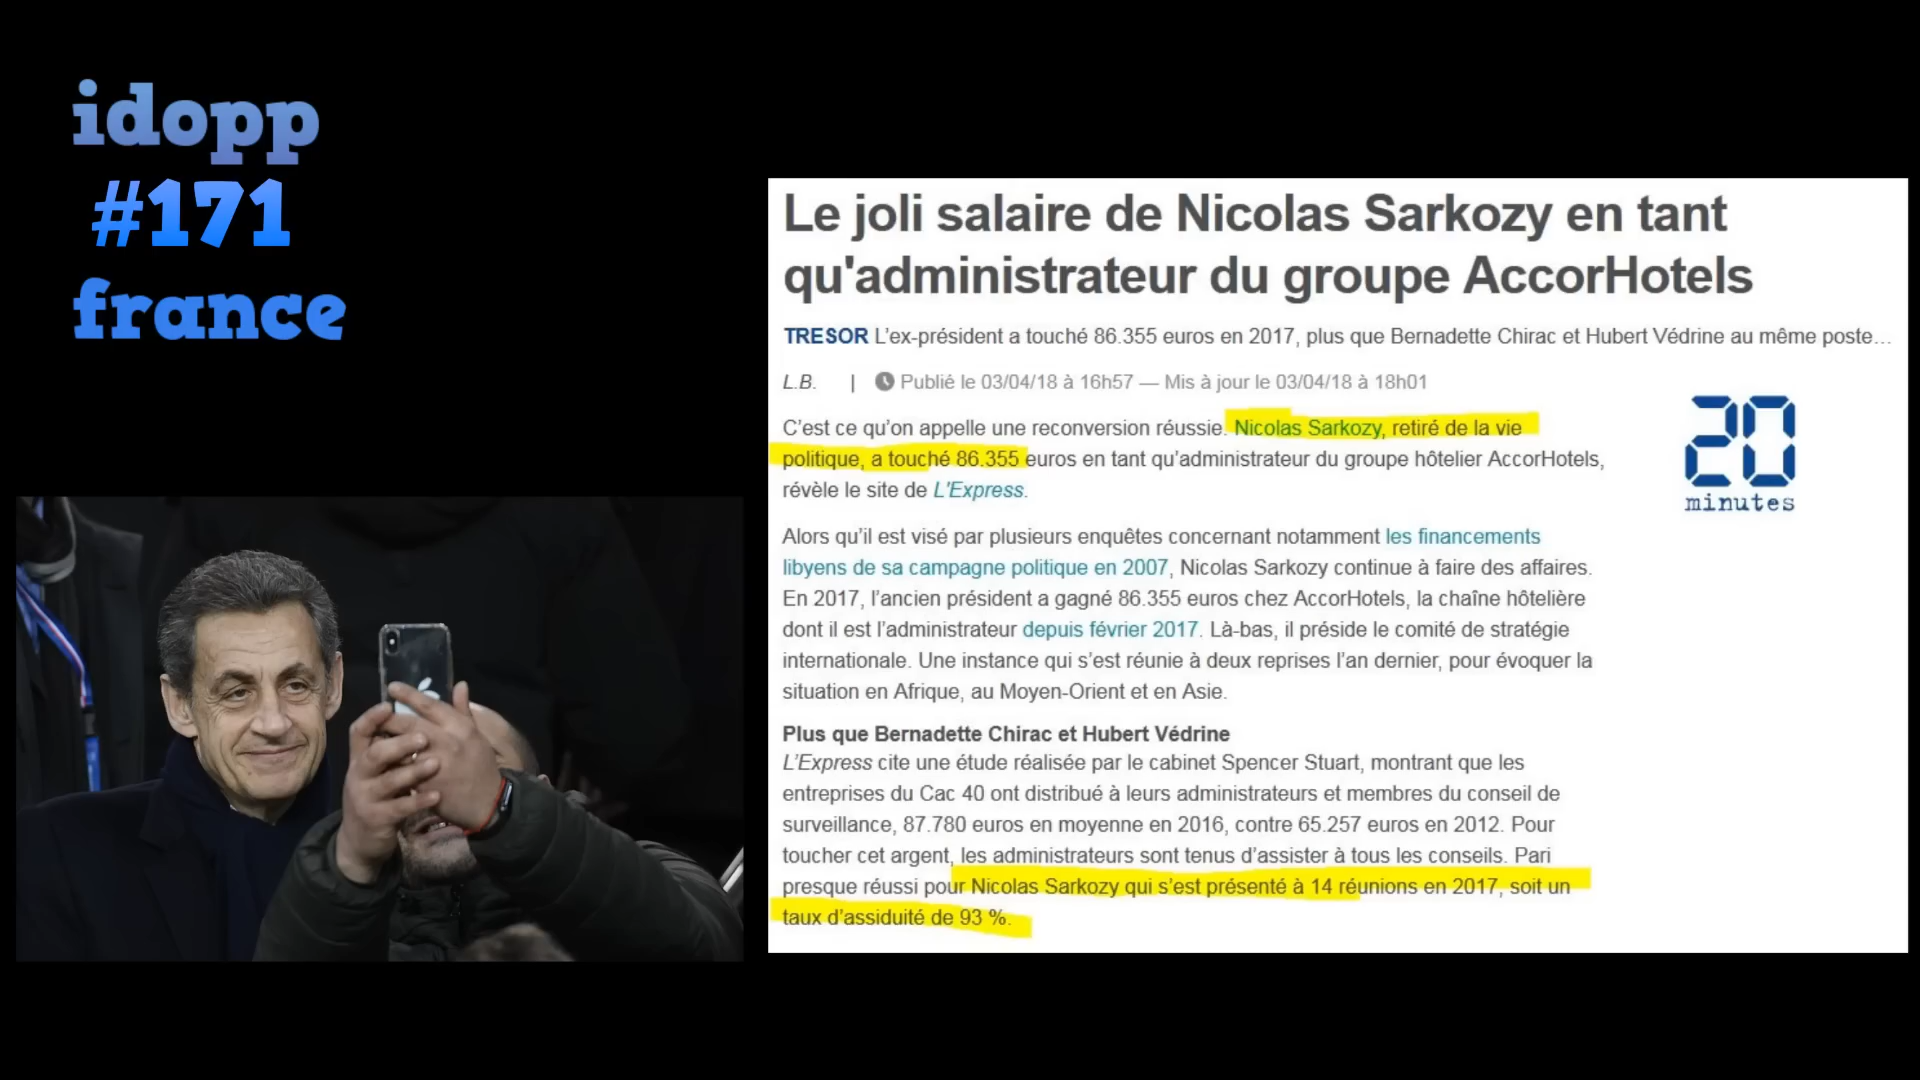 idopp
#171
france
Le joli salaire de Nicolas Sarkozy en tant
qu'administrateur du groupe AccorHotels
TRESOR L’ex-président a touché 86.355 euros en 2017, plus que Bernadette Chirac et Hubert Védrine au même poste…
L.B. | Publié le 03/04/18 à 16h57 — Mis à jour le 03/04/18 à 18h01
C’est ce qu’on appelle une reconversion réussie. Nicolas Sarkozy, retiré de la vie
politique, a touché 86.355 euros en tant qu’administrateur du groupe hôtelier AccorHotels,
révèle le site de L’Express.
20
minutes
Alors qu’il est visé par plusieurs enquêtes concernant notamment les financements
libyens de sa campagne politique en 2007, Nicolas Sarkozy continue à faire des affaires.
En 2017, l’ancien président a gagné 86.355 euros chez AccorHotels, la chaîne hôtelière
dont il est l’administrateur depuis février 2017. Là-bas, il préside le comité de stratégie
internationale. Une instance qui s’est réunie à deux reprises l’an dernier, pour évoquer la
situation en Afrique, au Moyen-Orient et en Asie.
Plus que Bernadette Chirac et Hubert Védrine
L’Express cite une étude réalisée par le cabinet Spencer Stuart, montrant que les
entreprises du Cac 40 ont distribué à leurs administrateurs et membres du conseil de
surveillance, 87.780 euros en moyenne en 2016, contre 65.257 euros en 2012. Pour
toucher cet argent, les administrateurs sont tenus d’assister à tous les conseils. Pari
presque réussi pour Nicolas Sarkozy qui s’est présenté à 14 réunions en 2017, soit un
taux d’assiduité de 93 %.